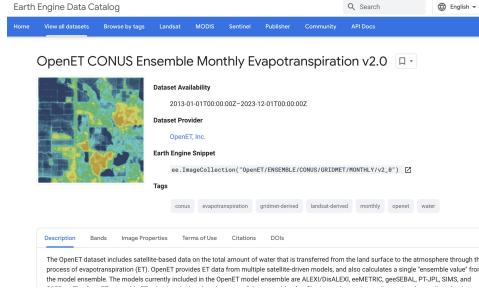 Earth Engine Data Catalog
Search
English
Home View all datasets Browse by tags Landsat MODIS Sentinel Publisher Community API Docs
OpenET CONUS Ensemble Monthly Evapotranspiration v2.0
Dataset Availability
2013-01-01T00:00:00Z–2023-12-01T00:00:00Z
Dataset Provider
OpenET, Inc.
Earth Engine Snippet
ee.ImageCollection("OpenET/ENSEMBLE/CONUS/GRIDMET/MONTHLY/v2_0")
Tags
conus evapotranspiration gridmet-derived landsat-derived monthly openet water
Description Bands Image Properties Terms of Use Citations DOIs
The OpenET dataset includes satellite-based data on the total amount of water that is transferred from the land surface to the atmosphere through th
process of evapotranspiration (ET). OpenET provides ET data from multiple satellite-driven models, and also calculates a single "ensemble value" from
the model ensemble. The models currently included in the OpenET model ensemble are ALEXI/DisALEXI, eeMETRIC, geeSEBAL, PT-JPL, SIMS, and